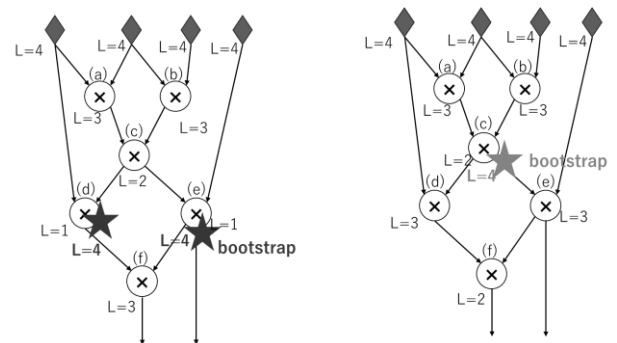 L=4
L=4
L=4
L=4
(a)
(b)
×
×
L=3
L=3
(c)
×
L=2
(d)
(e)
×
×
L=1
L=1
L=4
L=4
bootstrap
(f)
×
L=3
L=4
L=4
L=4
L=4
(a)
(b)
×
×
L=3
L=3
(c)
×
L=2
L=4
bootstrap
(d)
(e)
×
×
L=3
L=3
(f)
×
L=2